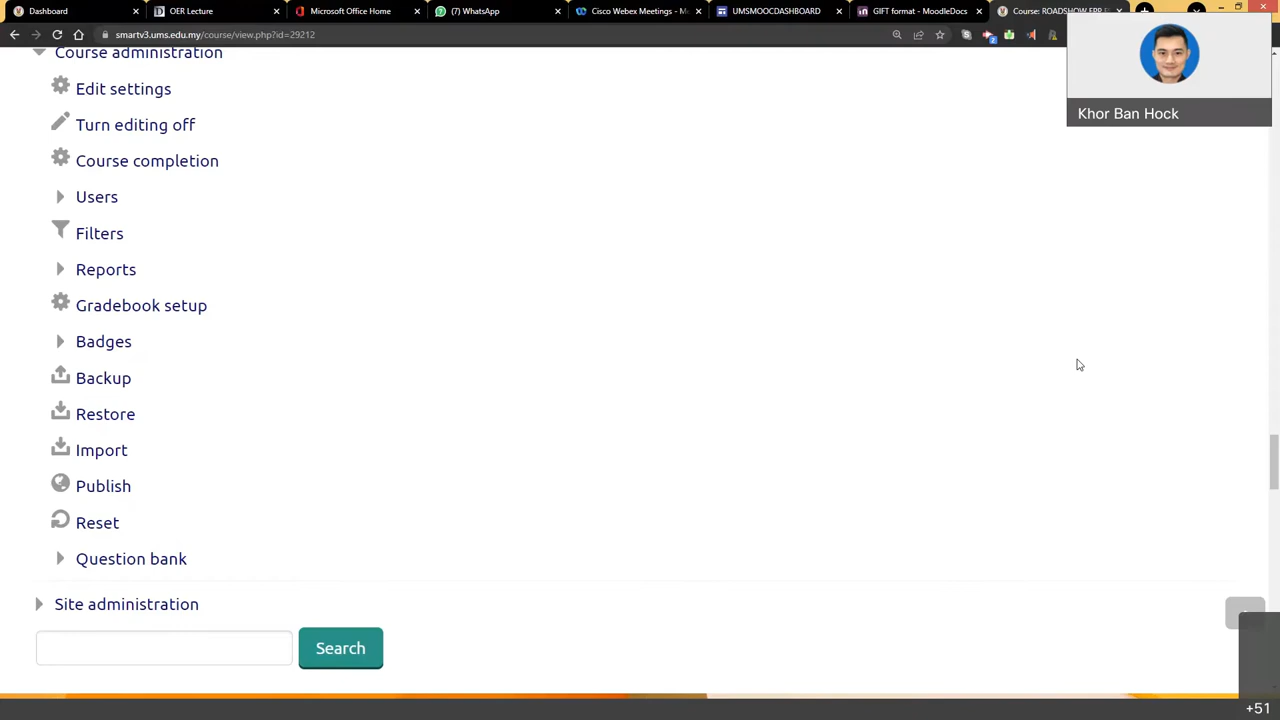 Dashboard
OER Lecture
Microsoft Office Home
(7) WhatsApp
Cisco Webex Meetings - M
UMSMOOCDASHBOARD
GIFT format - MoodleDocs
Course: ROADSHOW
smartv3.ums.edu.my/course/view.php?id=29212
Khor Ban Hock
Course administration
Edit settings
Turn editing off
Course completion
Users
Filters
Reports
Gradebook setup
Badges
Backup
Restore
Import
Publish
Reset
Question bank
Site administration
Search
+51